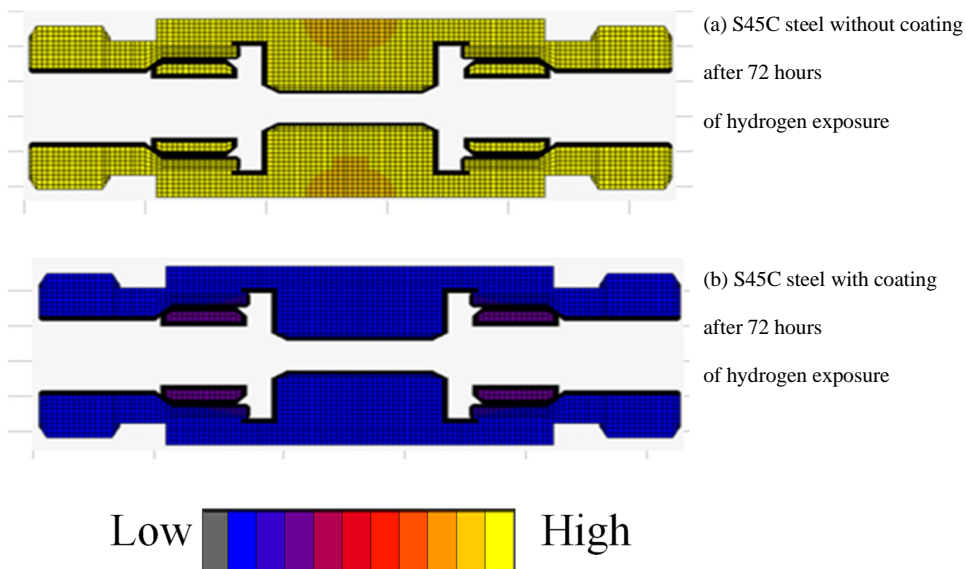 (a) S45C steel without coating
after 72 hours
of hydrogen exposure
(b) S45C steel with coating
after 72 hours
of hydrogen exposure
Low High